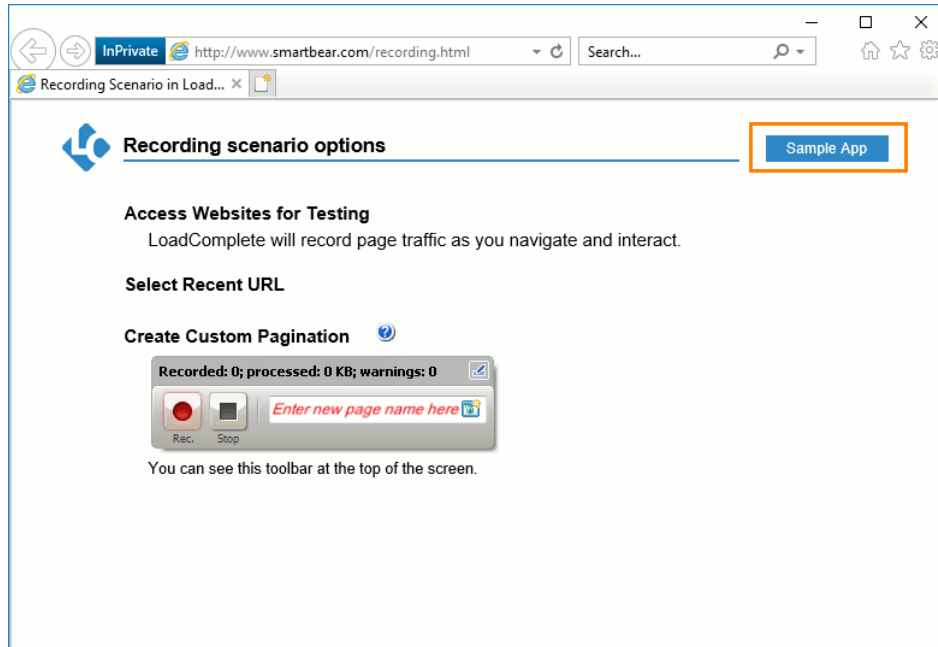 InPrivate http://www.smartbear.com/recording.html Search...
Recording Scenario in Load...
Recording scenario options Sample App
Access Websites for Testing
LoadComplete will record page traffic as you navigate and interact.
Select Recent URL
Create Custom Pagination ?
Recorded: 0; processed: 0 KB; warnings: 0
Enter new page name here
Rec. Stop
You can see this toolbar at the top of the screen.